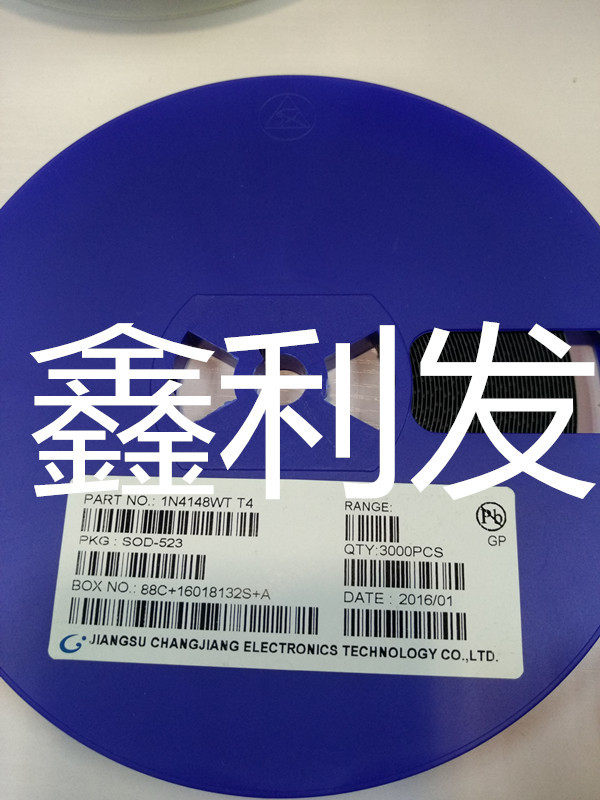 鑫利发
PART NO.: 1N4148WT T4
RANGE:
Pb
GP
PKG : SOD-523
QTY:3000PCS
BOX NO.: 88C+16018132S+A
DATE : 2016/01
JIANGSU CHANGJIANG ELECTRONICS TECHNOLOGY CO.,LTD.